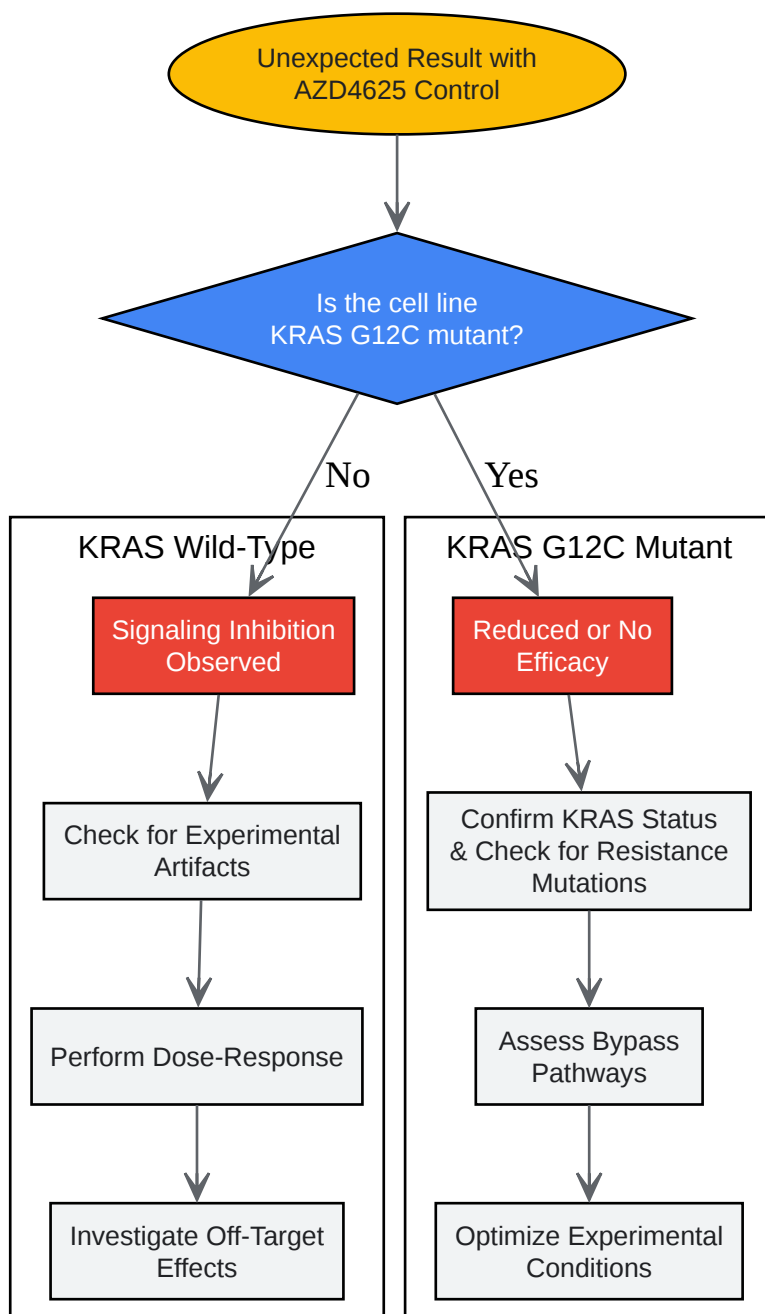 Unexpected Result with
AZD4625 Control
Is the cell line
KRAS G12C mutant?
No
Yes
KRAS Wild-Type
Signaling Inhibition
Observed
Check for Experimental
Artifacts
Perform Dose-Response
Investigate Off-Target
Effects
KRAS G12C Mutant
Reduced or No
Efficacy
Confirm KRAS Status
& Check for Resistance
Mutations
Assess Bypass
Pathways
Optimize Experimental
Conditions